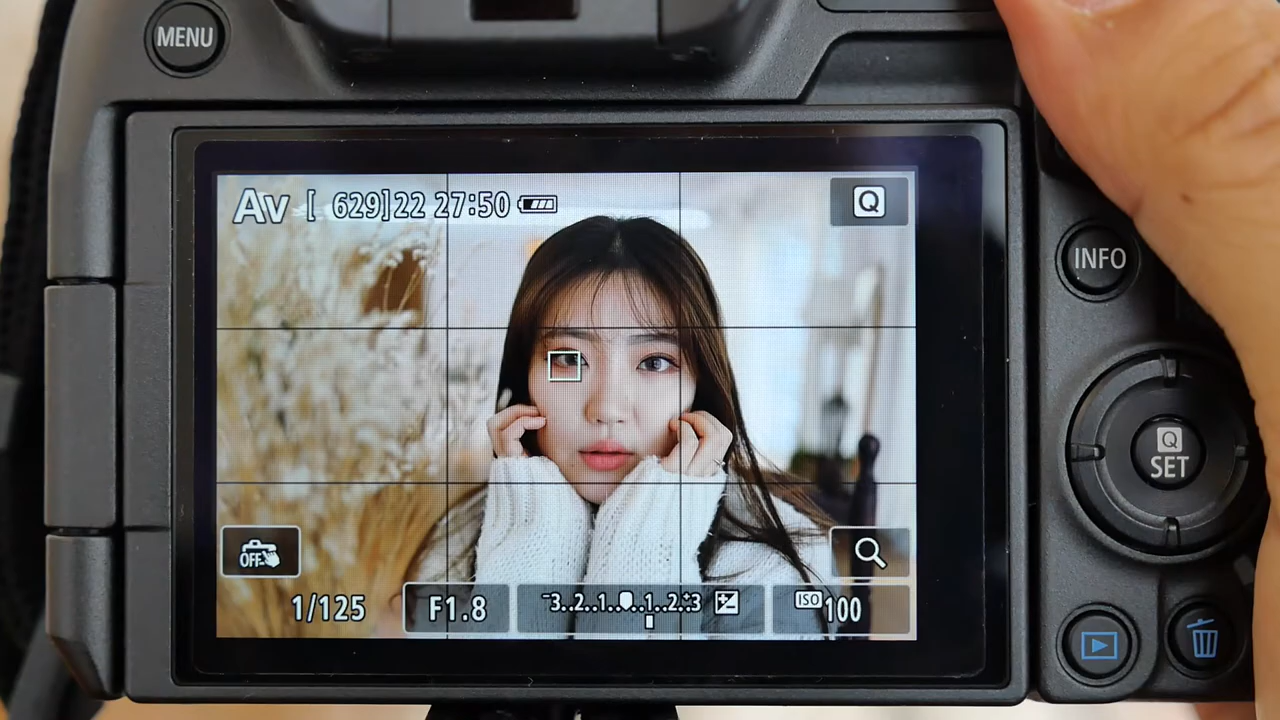 MENU
Av [ 629]22 27:50
Q
INFO
Q
SET
OFF
1/125 F1.8 -3..2..1..0..1..2..+3 ISO 100